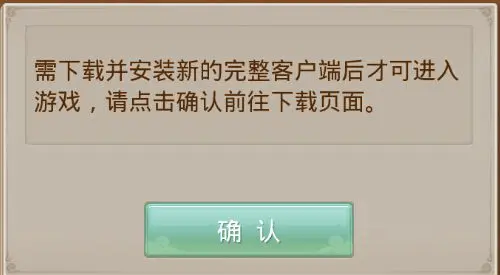 需下载并安装新的完整客户端后才可进入
游戏，请点击确认前往下载页面。
确 认